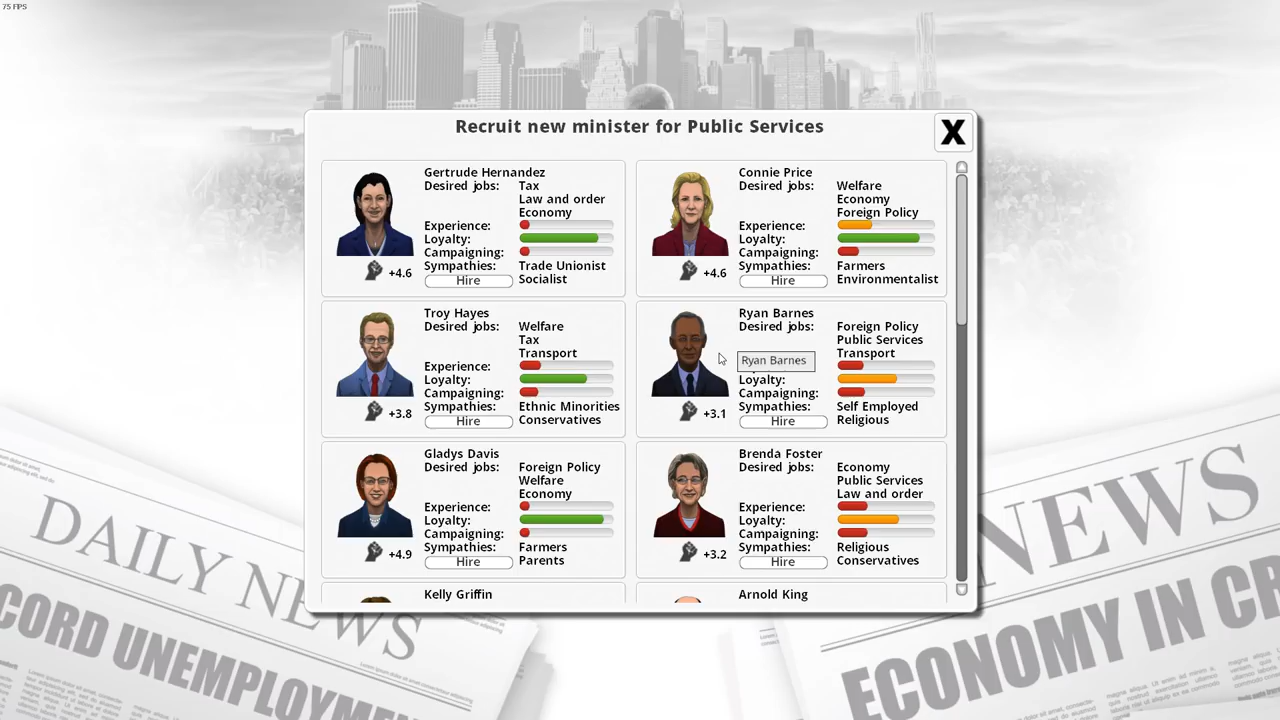 75 FPS
Recruit new minister for Public Services
X
Gertrude Hernandez
Desired jobs: Tax
Law and order
Economy
Experience:
Loyalty:
Campaigning:
Sympathies: Trade Unionist
Socialist
+4.6
Hire
Connie Price
Desired jobs: Welfare
Economy
Foreign Policy
Experience:
Loyalty:
Campaigning:
Sympathies: Farmers
Environmentalist
+4.6
Hire
Troy Hayes
Desired jobs: Welfare
Tax
Transport
Experience:
Loyalty:
Campaigning:
Sympathies: Ethnic Minorities
Conservatives
+3.8
Hire
Ryan Barnes
Desired jobs: Foreign Policy
Public Services
Transport
Ryan Barnes
Loyalty:
Campaigning:
Sympathies: Self Employed
Religious
+3.1
Hire
Gladys Davis
Desired jobs: Foreign Policy
Welfare
Economy
Experience:
Loyalty:
Campaigning:
Sympathies: Farmers
Parents
+4.9
Hire
Brenda Foster
Desired jobs: Economy
Public Services
Law and order
Experience:
Loyalty:
Campaigning:
Sympathies: Religious
Conservatives
+3.2
Hire
Kelly Griffin
Arnold King
DAILY NEWS
CORD UNEMPLOYME
NEWS
ECONOMY IN CR